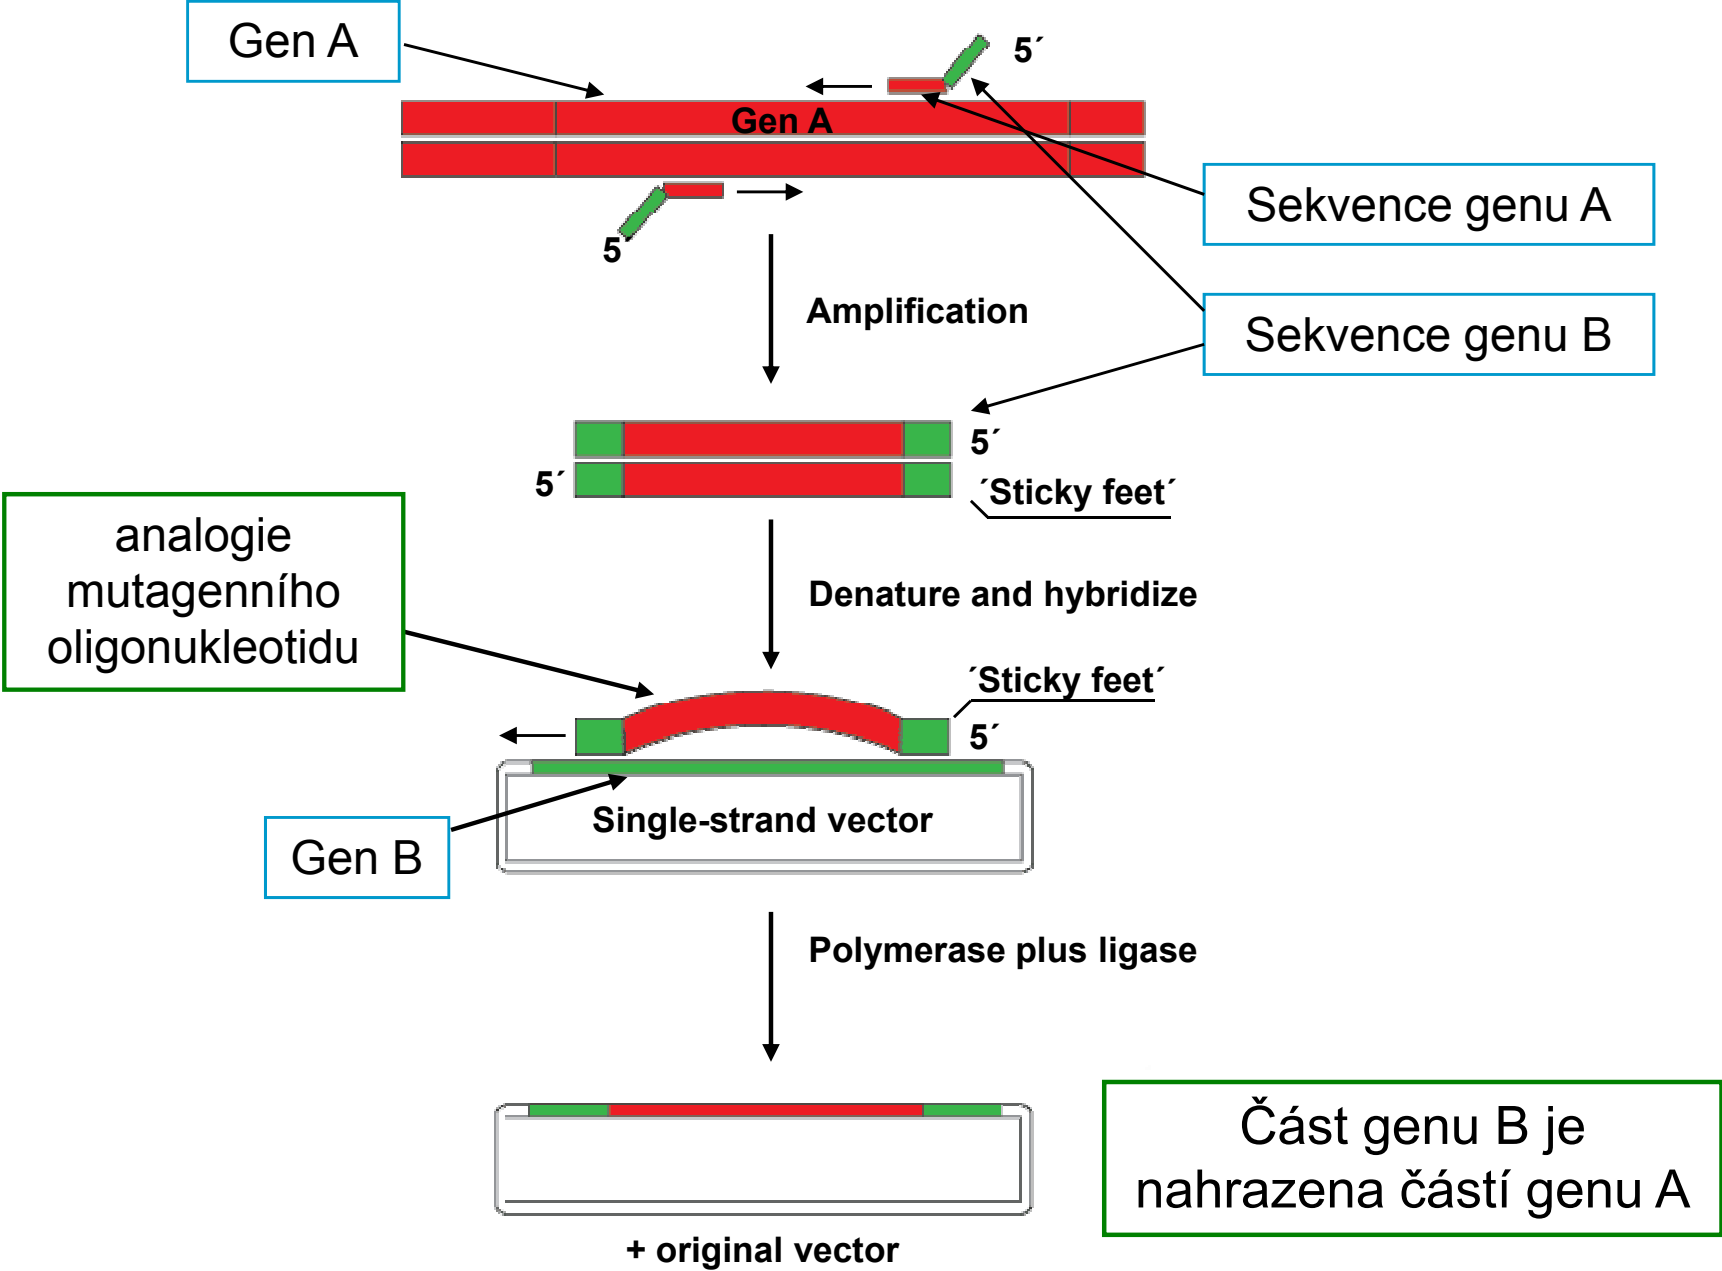 Gen A
5´
Gen A
Sekvence genu A
5´
Amplification
Sekvence genu B
5´
5´
´Sticky feet´
analogie
mutagenního
oligonukleotidu
Denature and hybridize
´Sticky feet´
5´
Single-strand vector
Gen B
Polymerase plus ligase
Část genu B je
nahrazena částí genu A
+ original vector